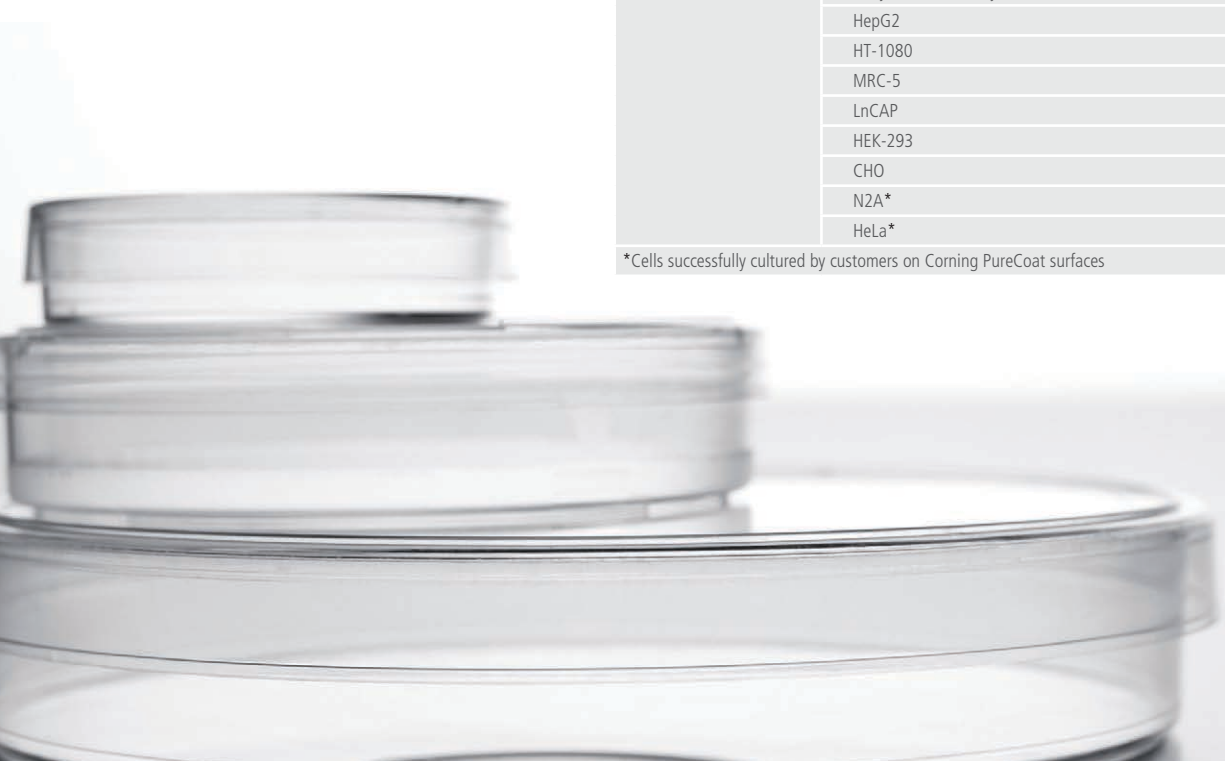 HepG2
HT-1080
MRC-5
LnCAP
HEK-293
CHO
N2A*
HeLa*
*Cells successfully cultured by customers on Corning PureCoat surfaces